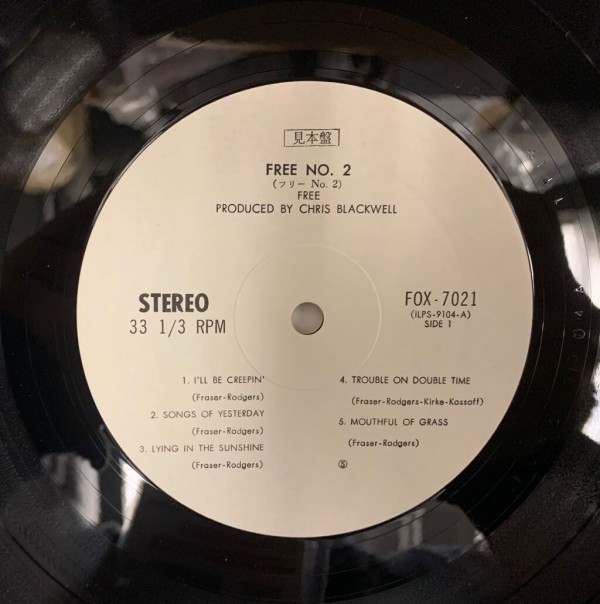 見本盤
FREE NO. 2
(フリー No. 2)
FREE
PRODUCED BY CHRIS BLACKWELL
STEREO
33 1/3 RPM
FOX-7021
(ILPS-9104-A)
SIDE 1
1. I'LL BE CREEPIN'
(Fraser-Rodgers)
2. SONGS OF YESTERDAY
(Fraser-Rodgers)
3. LYING IN THE SUNSHINE
(Fraser-Rodgers)
4. TROUBLE ON DOUBLE TIME
(Fraser-Rodgers-Kirke-Kossoff)
5. MOUTHFUL OF GRASS
(Fraser-Rodgers)
Ⓢ